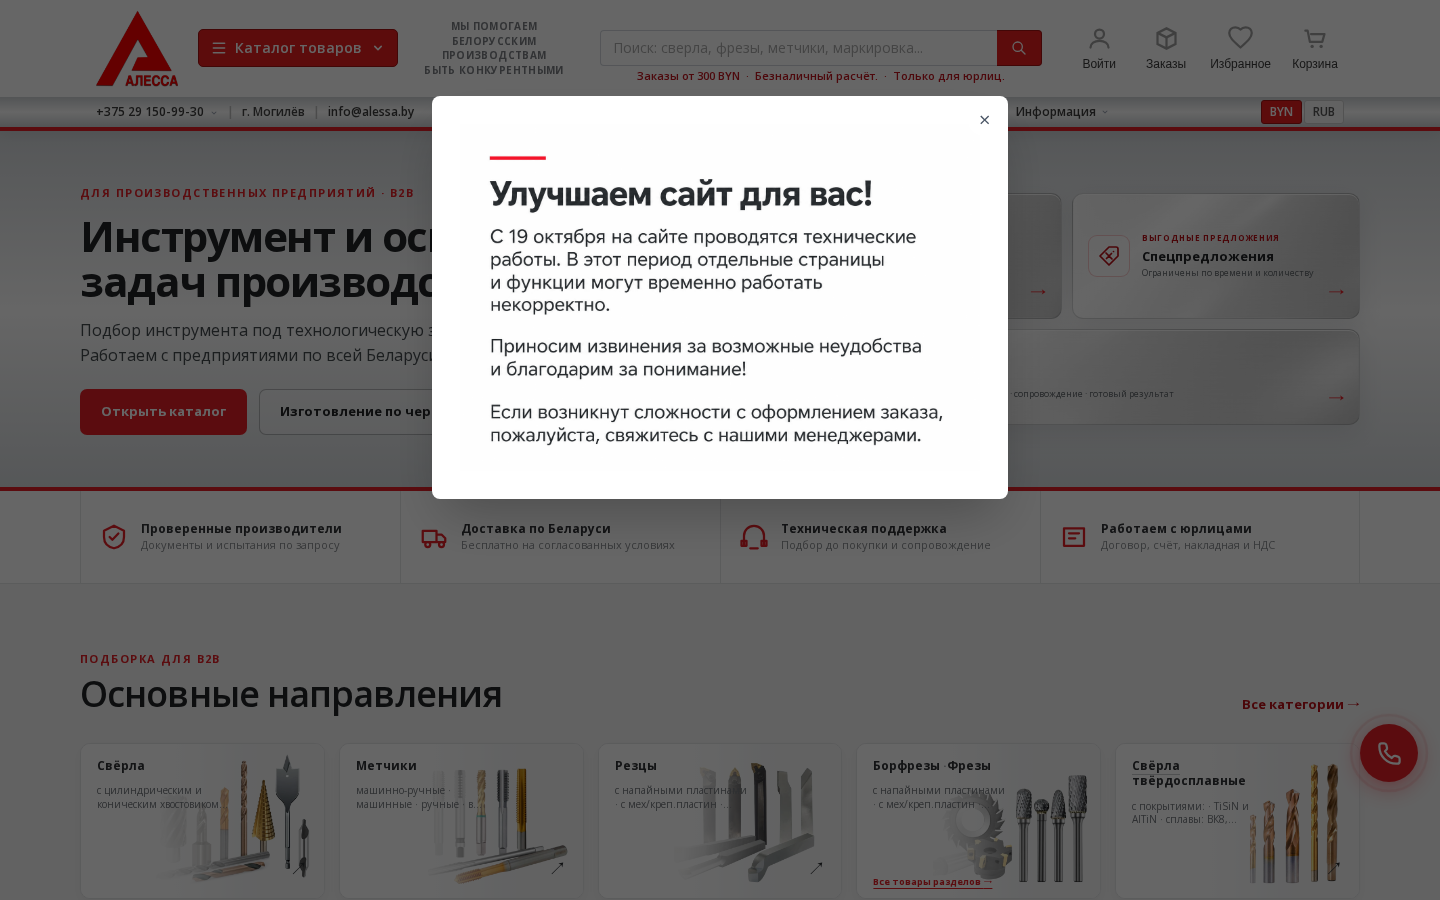 АЛЕССА
Каталог товаров
МЫ ПОМОГАЕМ
БЕЛОРУССКИМ
ПРОИЗВОДСТВАМ
БЫТЬ КОНКУРЕНТНЫМИ
Поиск: сверла, фрезы, метчики, маркировка...
Заказы от 300 BYN · Безналичный расчёт. · Только для юрлиц.
Войти
Заказы
Избранное
Корзина
+375 29 150-99-30
г. Могилёв
info@alessa.by
Информация
BYN
RUB
Улучшаем сайт для вас!
С 19 октября на сайте проводятся технические
работы. В этот период отдельные страницы
и функции могут временно работать
некорректно.
Приносим извинения за возможные неудобства
и благодарим за понимание!
Если возникнут сложности с оформлением заказа,
пожалуйста, свяжитесь с нашими менеджерами.
ДЛЯ ПРОИЗВОДСТВЕННЫХ ПРЕДПРИЯТИЙ · B2B
Инструмент и
задач
Подбор инструмента под технологическую
Работаем с предприятиями по всей Беларуси
Открыть каталог
Изготовление по
ВЫГОДНЫЕ ПРЕДЛОЖЕНИЯ
Спецпредложения
Ограничены по времени и количеству
сопровождение · готовый результат
Проверенные производители
Документы и испытания по запросу
Доставка по Беларуси
Бесплатно на согласованных условиях
Техническая поддержка
Подбор до покупки и сопровождение
Работаем с юрлицами
Договор, счёт, накладная и НДС
ПОДБОРКА ДЛЯ B2B
Основные направления
Все категории →
Свёрла
с цилиндрическим и
коническим хвостовиком...
Метчики
машинно-ручные ·
машинные · ручные · в...
Резцы
с напайными пластинами
· с мех/креп.пластин · ...
Борфрезы · Фрезы
с напайными пластинами
· с мех/креп.пластин
Все товары разделов →
Свёрла
твёрдосплавные
с покрытиями: · TiSiN и
AlTiN · сплавы: ВК8,...